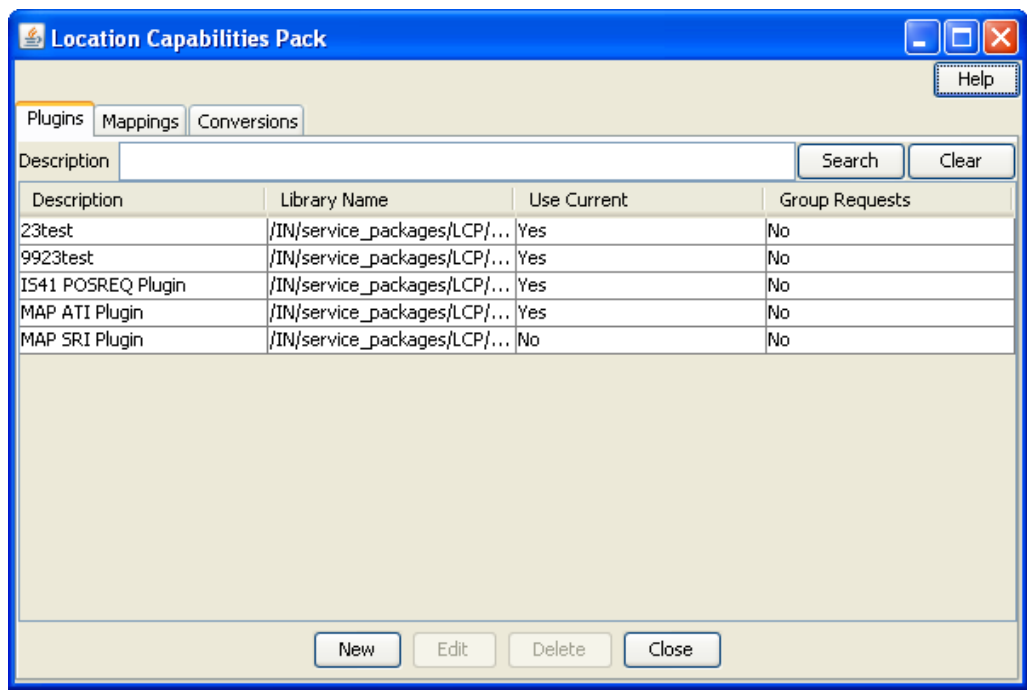 Location Capabilities Pack
Help
Plugins Mappings Conversions
Description Search Clear
Description Library Name Use Current Group Requests
23test /IN/service_packages/LCP/... Yes No
9923test /IN/service_packages/LCP/... Yes No
IS41 POSREQ Plugin /IN/service_packages/LCP/... Yes No
MAP ATI Plugin /IN/service_packages/LCP/... Yes No
MAP SRI Plugin /IN/service_packages/LCP/... No No
New Edit Delete Close